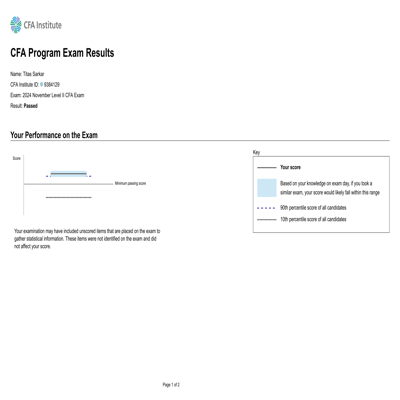 CFA Institute
CFA Program Exam Results
Name: Titas Sarkar
CFA Institute ID: 9384129
Exam: 2024 November Level II CFA Exam
Result: Passed
Your Performance on the Exam
Score
Minimum passing score
Your examination may have included unscored items that are placed on the exam to
gather statistical information. These items were not identified on the exam and did
not affect your score.
Key
Your score
Based on your knowledge on exam day, if you took a
similar exam, your score would likely fall within this range
90th percentile score of all candidates
10th percentile score of all candidates
Page 1 of 2